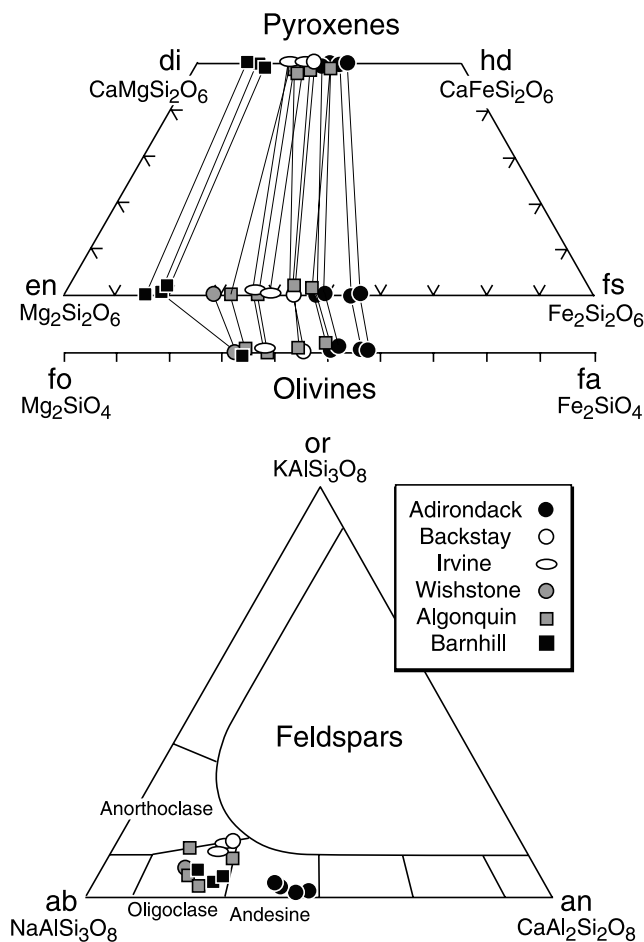 Pyroxenes
di
hd
CaMgSi₂O₆
CaFeSi₂O₆
en
fs
Mg₂Si₂O₆
Fe₂Si₂O₆
fo
Olivines
fa
Mg₂SiO₄
Fe₂SiO₄
or
KAlSi₃O₈
Adirondack
Backstay
Irvine
Wishstone
Algonquin
Barnhill
Feldspars
Anorthoclase
ab
an
Oligoclase
Andesine
NaAlSi₃O₈
CaAl₂Si₂O₈